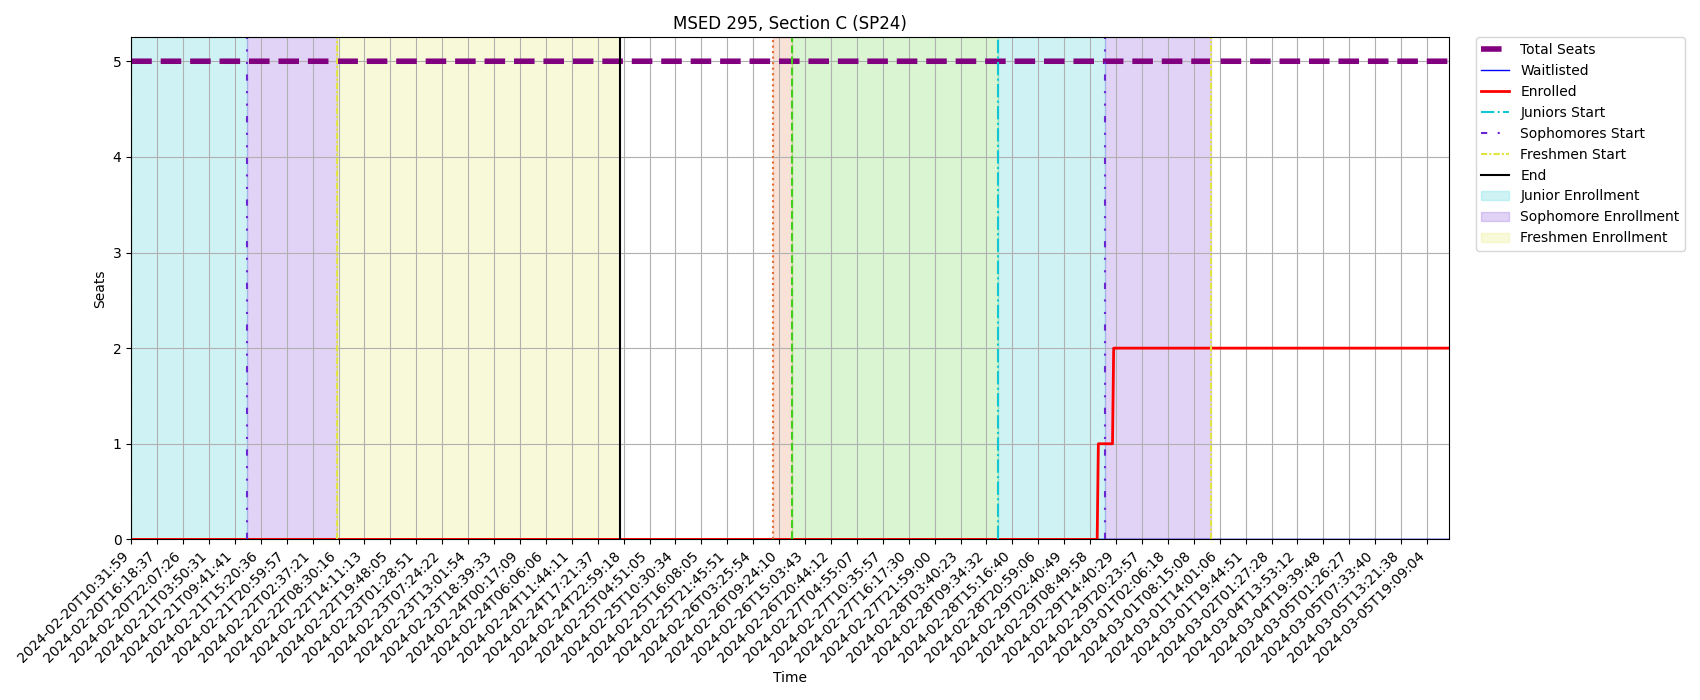 MSED 295, Section C (SP24)
5
4
3
2
1
0
Seats
2024-02-20T10:31:59
2024-02-20T16:18:37
2024-02-20T22:07:26
2024-02-21T03:50:31
2024-02-21T09:41:41
2024-02-21T15:20:36
2024-02-21T20:59:57
2024-02-22T02:37:21
2024-02-22T08:30:16
2024-02-22T14:11:13
2024-02-22T19:48:05
2024-02-23T01:28:51
2024-02-23T07:24:22
2024-02-23T13:01:54
2024-02-23T18:39:33
2024-02-24T00:17:09
2024-02-24T06:06:06
2024-02-24T11:44:11
2024-02-24T17:21:37
2024-02-24T22:59:18
2024-02-25T04:51:05
2024-02-25T10:30:34
2024-02-25T16:08:05
2024-02-25T21:45:51
2024-02-26T03:25:54
2024-02-26T09:24:10
2024-02-26T15:03:43
2024-02-26T20:44:12
2024-02-27T04:55:07
2024-02-27T10:35:57
2024-02-27T16:17:30
2024-02-27T21:59:00
2024-02-28T03:40:23
2024-02-28T09:34:32
2024-02-28T15:16:40
2024-02-28T20:59:06
2024-02-29T02:40:49
2024-02-29T08:49:58
2024-02-29T14:40:29
2024-02-29T20:23:57
2024-03-01T02:06:18
2024-03-01T08:15:08
2024-03-01T14:01:06
2024-03-01T19:44:51
2024-03-02T01:27:28
2024-03-04T13:53:12
2024-03-04T19:39:48
2024-03-05T01:26:27
2024-03-05T07:33:40
2024-03-05T13:21:38
2024-03-05T19:09:04
Time
Total Seats
Waitlisted
Enrolled
Juniors Start
Sophomores Start
Freshmen Start
End
Junior Enrollment
Sophomore Enrollment
Freshmen Enrollment